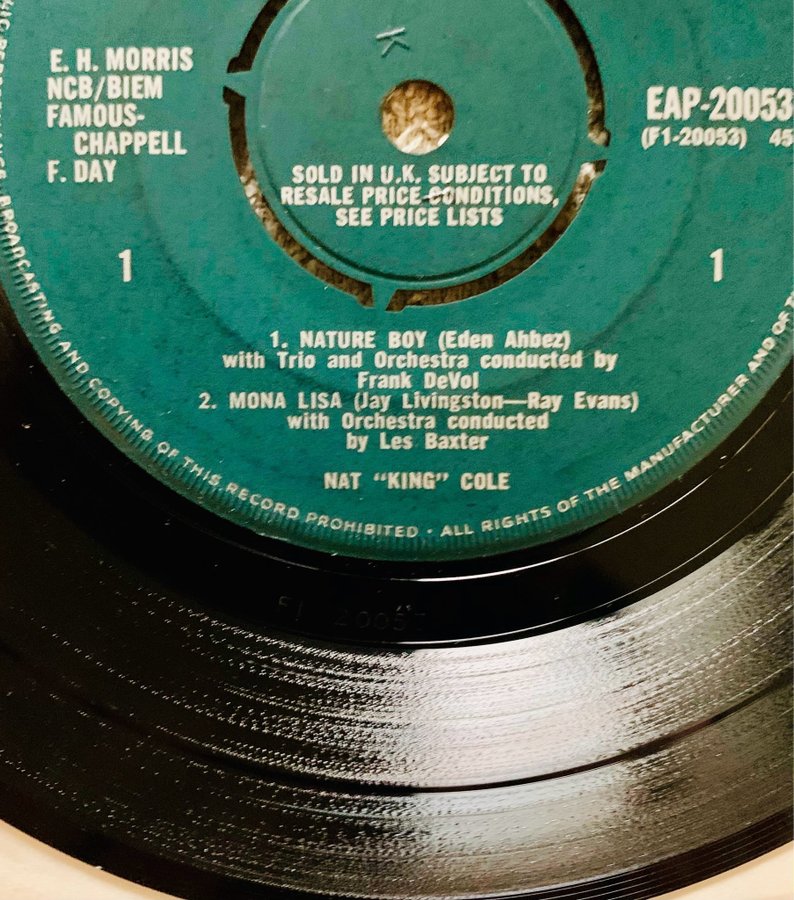 K
E. H. MORRIS
NCB/BIEM
FAMOUS-
CHAPPELL
F. DAY
EAP-20053
(F1-20053) 45
SOLD IN U.K. SUBJECT TO
RESALE PRICE CONDITIONS,
SEE PRICE LISTS
1
1
1. NATURE BOY (Eden Ahbez)
with Trio and Orchestra conducted by
Frank DeVol
2. MONA LISA (Jay Livingston—Ray Evans)
with Orchestra conducted
by Les Baxter
NAT "KING" COLE
BROADCASTING AND COPYING OF THIS RECORD PROHIBITED · ALL RIGHTS OF THE MANUFACTURER AND OF
F1 2005